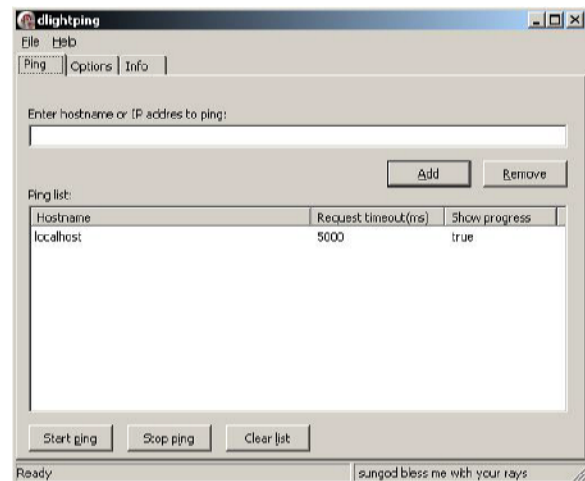 dlightping
File Help
Ping Options Info
Enter hostname or IP addres to ping:
Add Remove
Ping list:
Hostname Request timeout(ms) Show progress
localhost 5000 true
Start ping Stop ping Clear list
Ready sungod bless me with your rays